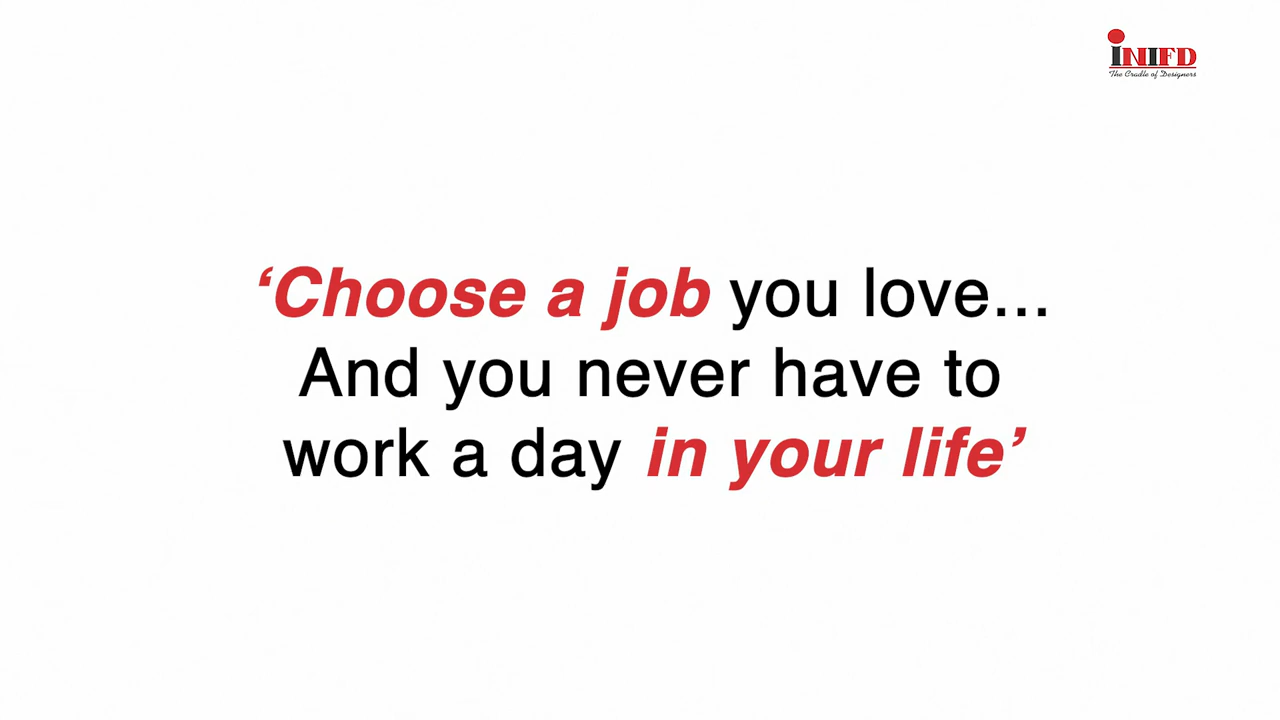 iNIFD
The Cradle of Designers
‘Choose a job you love...
And you never have to
work a day in your life’